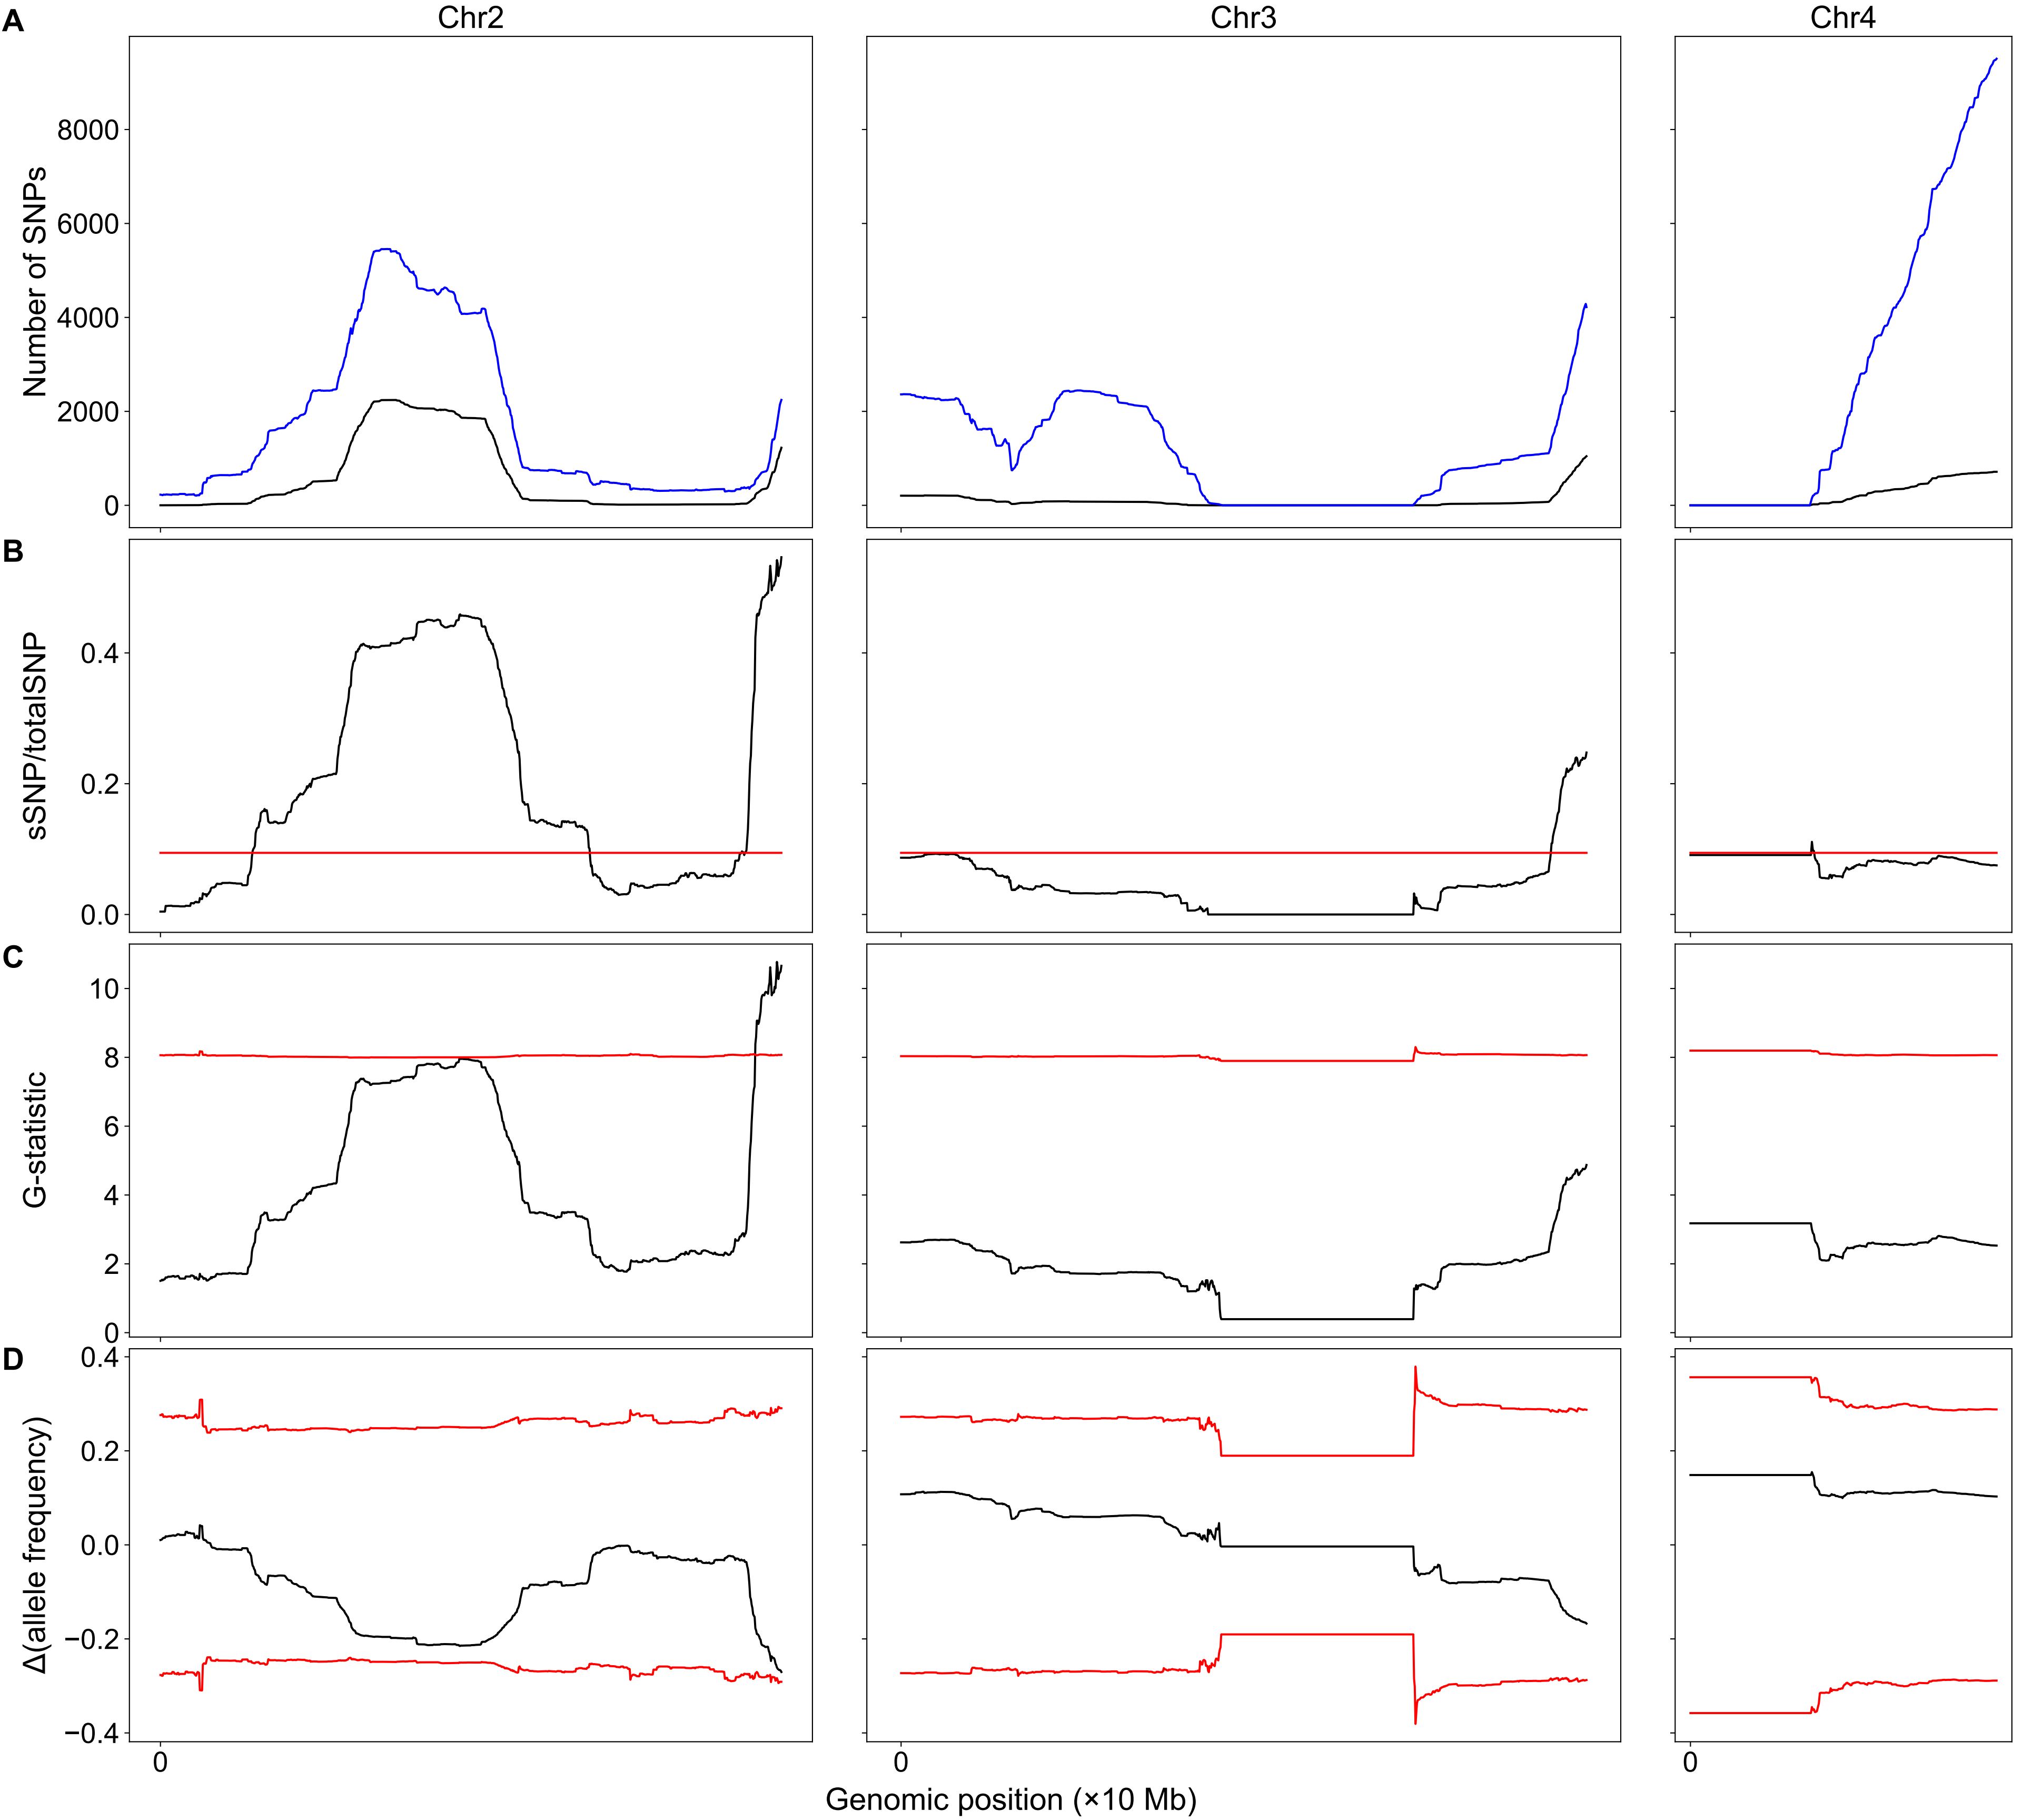 A
Chr2
Chr3
Chr4
Number of SNPs
8000
6000
4000
2000
0
B
sSNP/totalSNP
0.4
0.2
0.0
C
G-statistic
10
8
6
4
2
0
D
Δ(allele frequency)
0.4
0.2
0.0
−0.2
−0.4
0
0
0
Genomic position (×10 Mb)